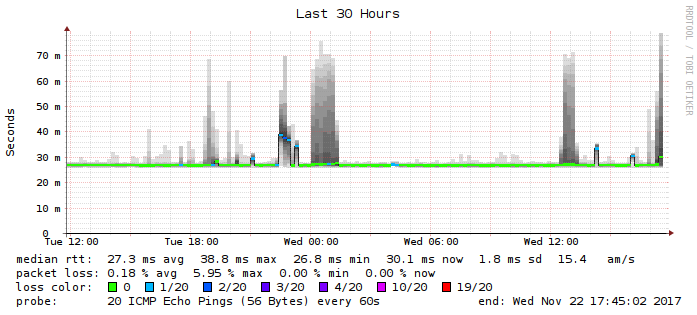 Last 30 Hours
RRDTOOL / TOBI OETIKER
Seconds
70 m
60 m
50 m
40 m
30 m
20 m
10 m
0
Tue 12:00 Tue 18:00 Wed 00:00 Wed 06:00 Wed 12:00
median rtt: 27.3 ms avg 38.8 ms max 26.8 ms min 30.1 ms now 1.8 ms sd 15.4 am/s
packet loss: 0.18 % avg 5.95 % max 0.00 % min 0.00 % now
loss color: 0 1/20 2/20 3/20 4/20 10/20 19/20
probe: 20 ICMP Echo Pings (56 Bytes) every 60s end: Wed Nov 22 17:45:02 2017